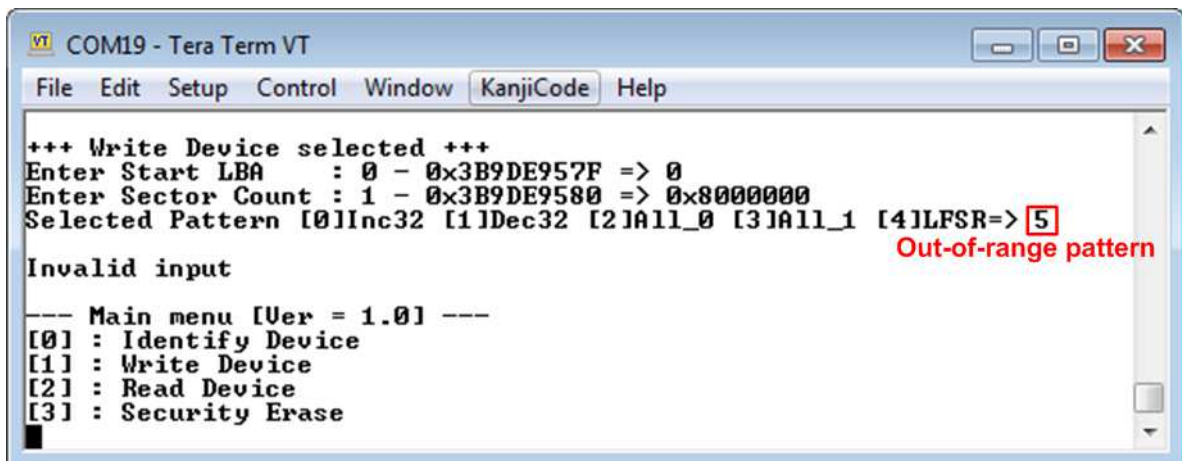 COM19 - Tera Term VT
File Edit Setup Control Window KanjiCode Help
+++ Write Device selected +++
Enter Start LBA    : 0 - 0x3B9DE957F => 0
Enter Sector Count : 1 - 0x3B9DE9580 => 0x8000000
Selected Pattern [0]Inc32 [1]Dec32 [2]All_0 [3]All_1 [4]LFSR=> 5
Out-of-range pattern
Invalid input
--- Main menu [Ver = 1.0] ---
[0] : Identify Device
[1] : Write Device
[2] : Read Device
[3] : Security Erase